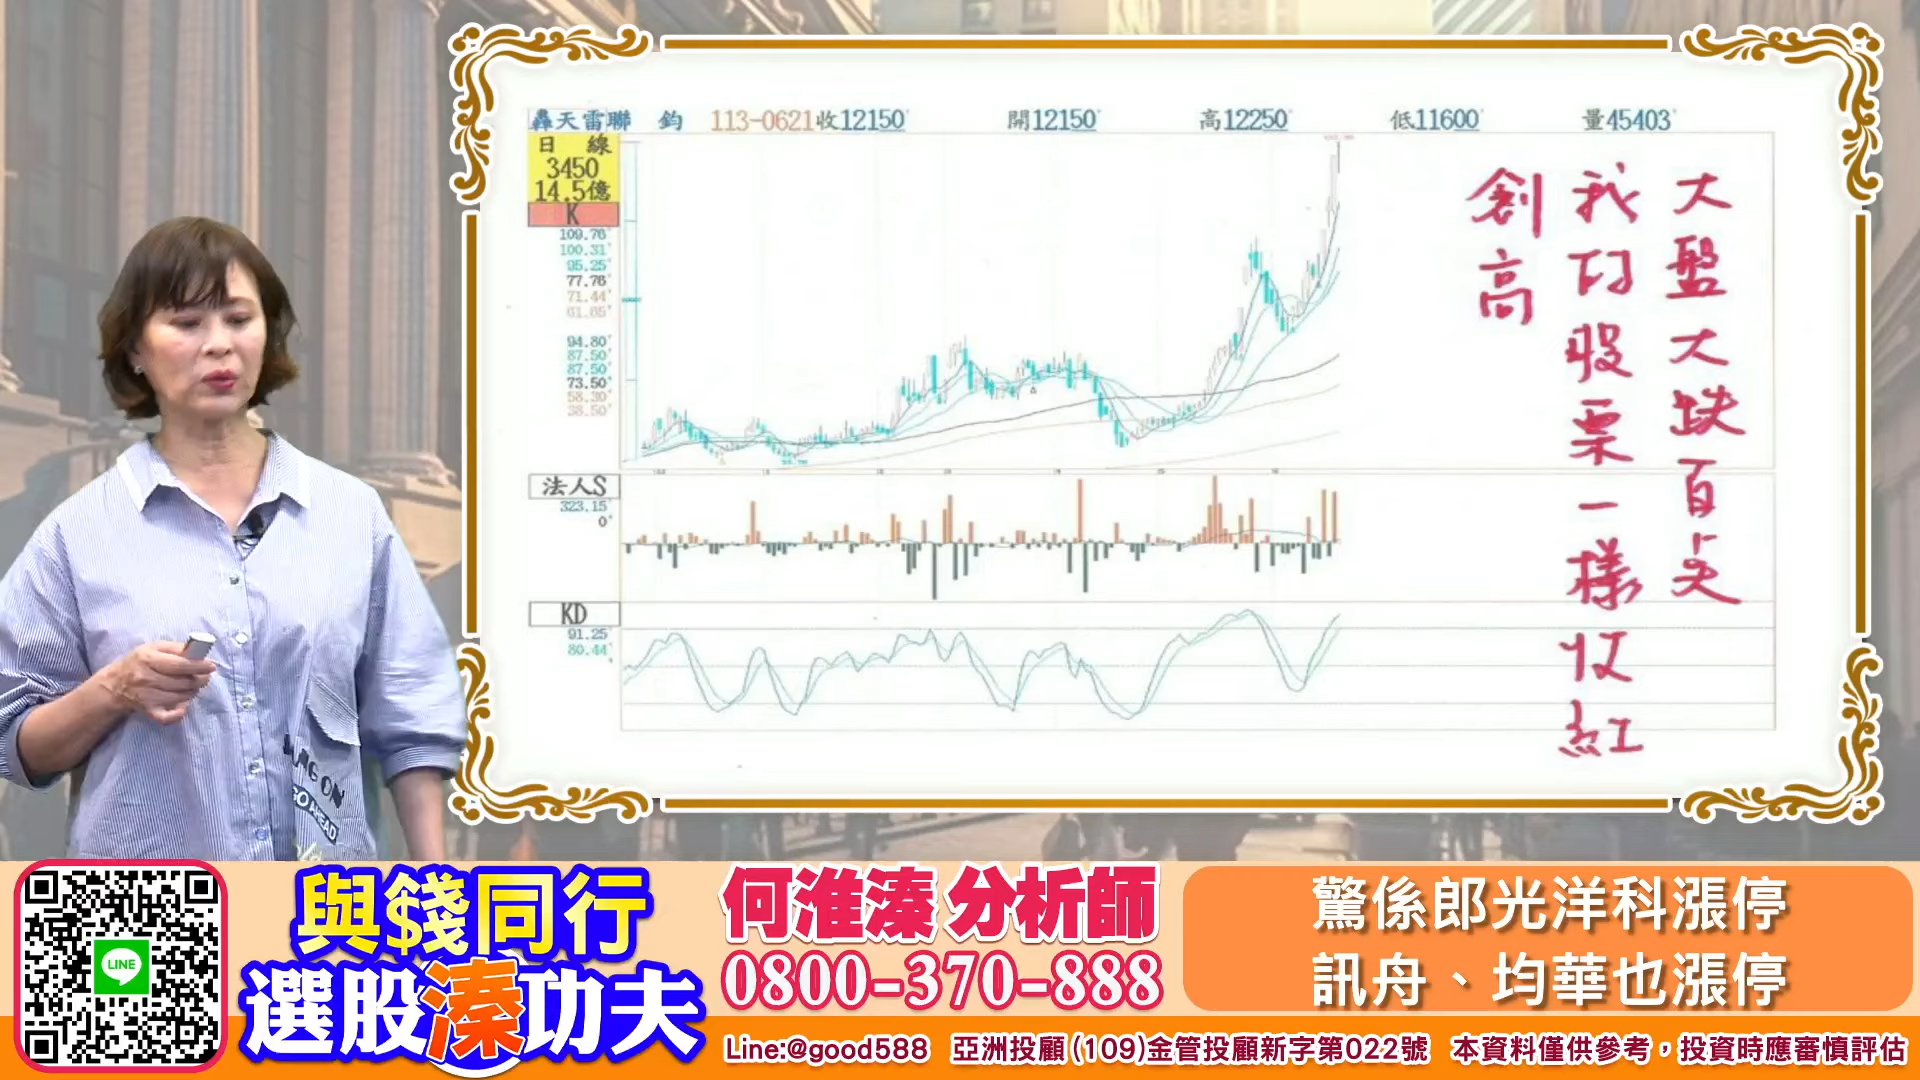 轟天雷聯 鈞 113-0621收12150 開12150 高12250 低11600 量45403
日 線
3450
14.5億
K
109.76
100.31
95.25
77.76
71.44
61.65
94.80
87.50
87.50
73.50
58.30
38.50
法人S
323.15
0
KD
91.25
80.44
大盤大跌百点
我的股票一樣收紅
創高
GO AHEAD
LINE
與錢同行
選股溱功夫
何淮溱 分析師
0800-370-888
驚係郎光洋科漲停
訊舟、均華也漲停
Line:@good588 亞洲投顧 (109)金管投顧新字第022號 本資料僅供參考，投資時應審慎評估